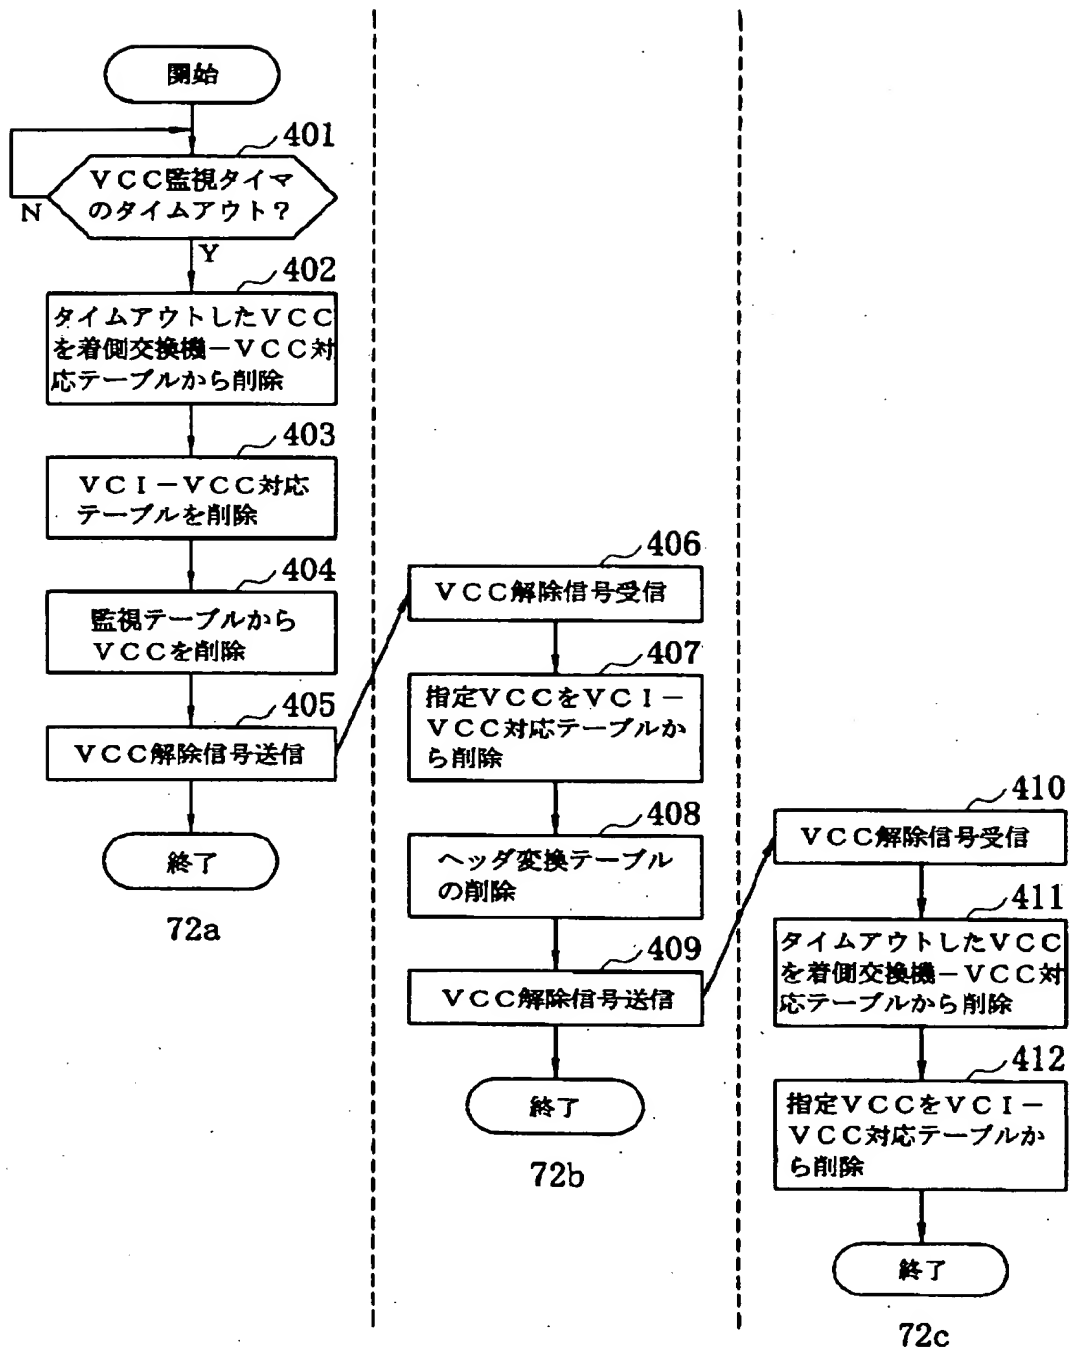 開始
401
VCC監視タイマ
のタイムアウト？
N
Y
402
タイムアウトしたVCC
を着側交換機－VCC対
応テーブルから削除
403
VCI－VCC対応
テーブルを削除
404
監視テーブルから
VCCを削除
405
VCC解除信号送信
終了
72a
406
VCC解除信号受信
407
指定VCCをVCI－
VCC対応テーブルか
ら削除
408
ヘッダ変換テーブル
の削除
409
VCC解除信号送信
終了
72b
410
VCC解除信号受信
411
タイムアウトしたVCC
を着側交換機－VCC対
応テーブルから削除
412
指定VCCをVCI－
VCC対応テーブルか
ら削除
終了
72c